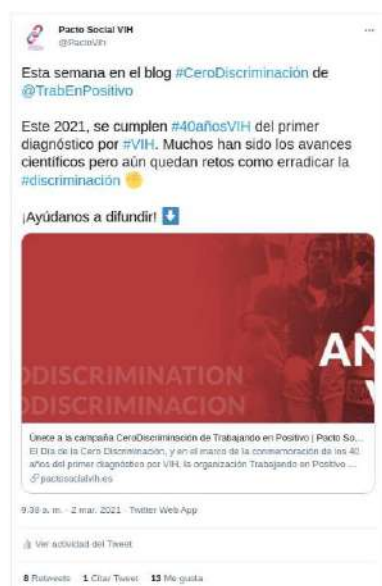 Pacto Social VIH
@PactoVih
Esta semana en el blog #CeroDiscriminación de
@TrabEnPositivo
Este 2021, se cumplen #40añosVIH del primer
diagnóstico por #VIH. Muchos han sido los avances
científicos pero aún quedan retos como erradicar la
#discriminación ✊
¡Ayúdanos a difundir! ⬇️
AÑ
DISCRIMINATION
DISCRIMINACION
Únete a la campaña CeroDiscriminación de Trabajando en Positivo | Pacto So...
El Día de la Cero Discriminación, y en el marco de la conmemoración de los 40
años del primer diagnóstico por VIH, la organización Trabajando en Positivo ...
pactosocialvih.es
9:38 a. m. · 2 mar. 2021 · Twitter Web App
Ver actividad del Tweet
8 Retweets 1 Citar Tweet 13 Me gusta